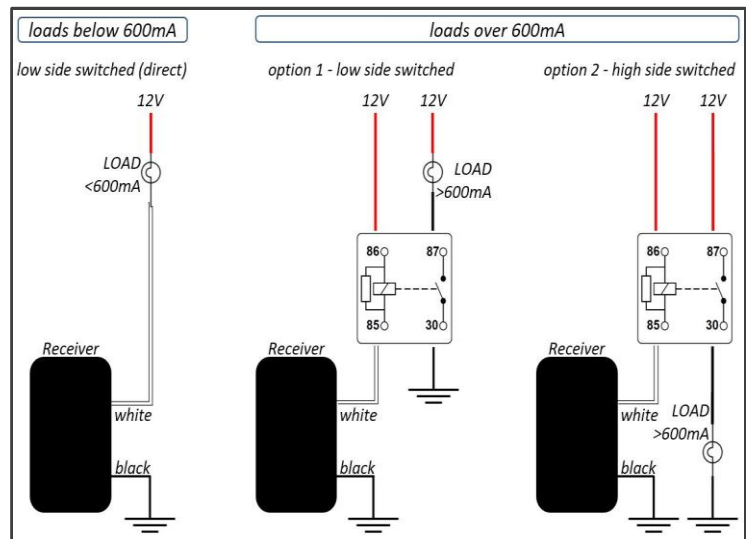 loads below 600mA
loads over 600mA
low side switched (direct)
option 1 - low side switched
option 2 - high side switched
12V
12V
12V
12V
12V
LOAD
<600mA
LOAD
>600mA
86
87
85
30
86
87
85
30
Receiver
white
black
Receiver
white
black
Receiver
white
LOAD
>600mA
black